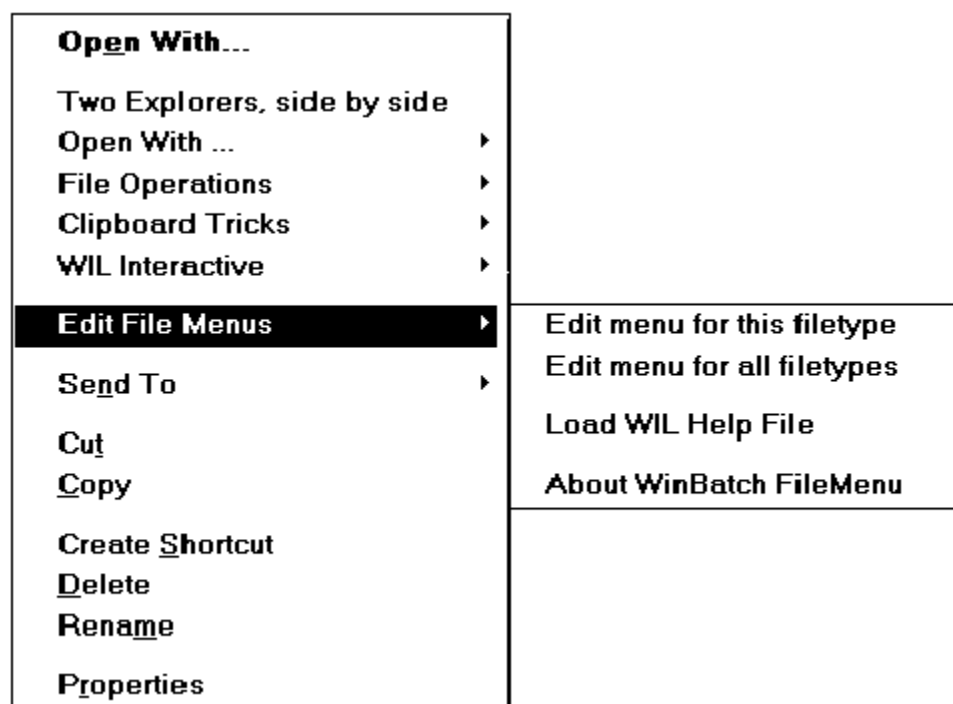 Open With...
Two Explorers, side by side
Open With ...
File Operations
Clipboard Tricks
WIL Interactive
Edit File Menus
Send To
Cut
Copy
Create Shortcut
Delete
Rename
Properties
Edit menu for this filetype
Edit menu for all filetypes
Load WIL Help File
About WinBatch FileMenu